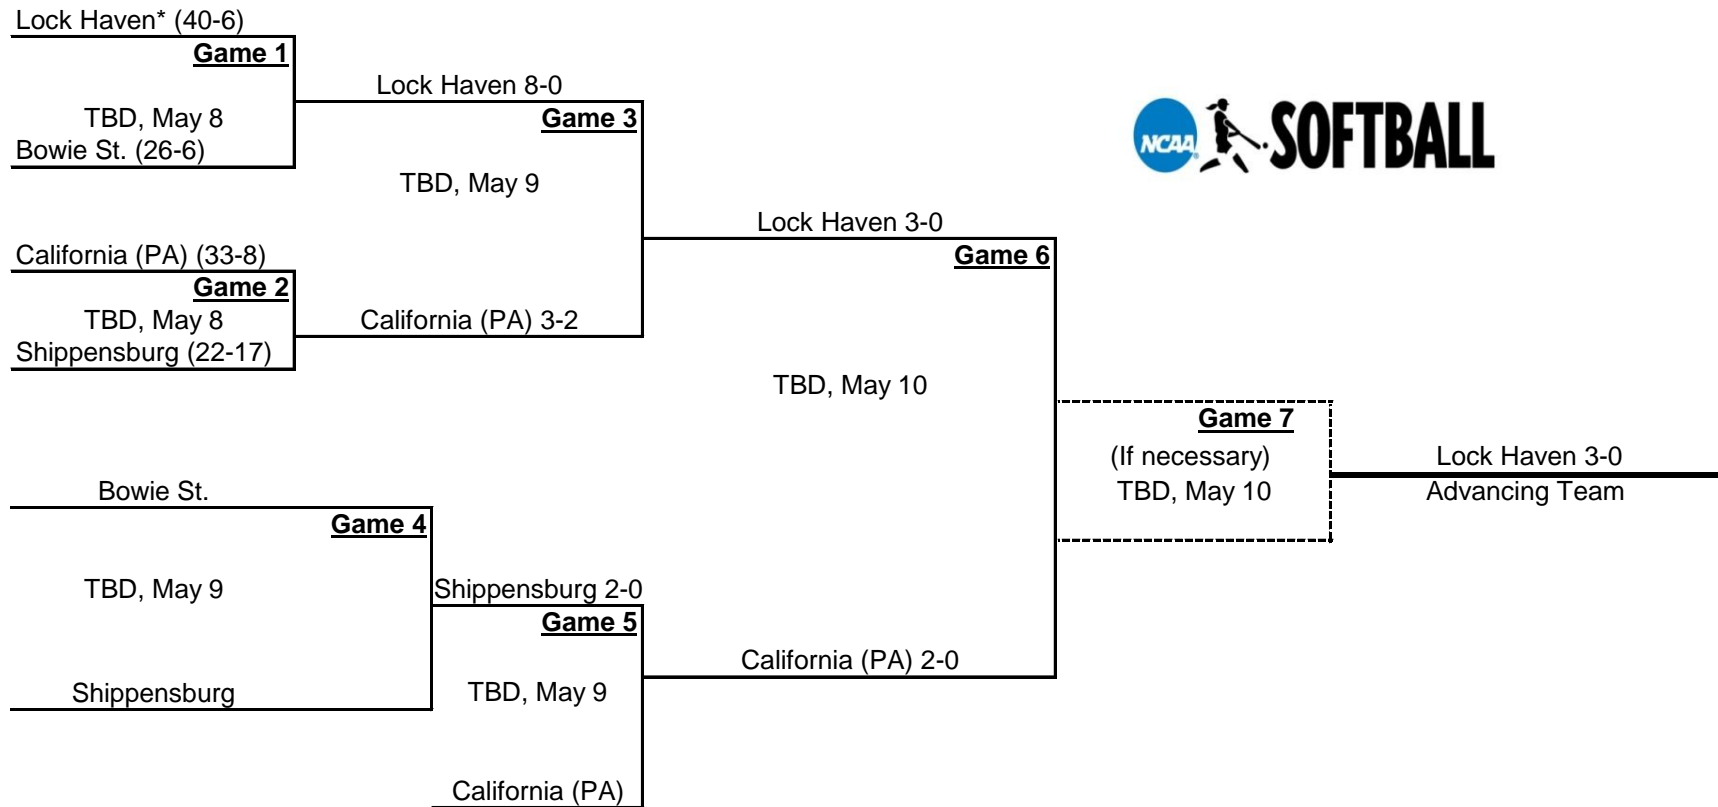 Lock Haven* (40-6)
Game 1
TBD, May 8
Bowie St. (26-6)
Lock Haven 8-0
Game 3
TBD, May 9
NCAA SOFTBALL
California (PA) (33-8)
Game 2
TBD, May 8
Shippensburg (22-17)
California (PA) 3-2
Lock Haven 3-0
Game 6
TBD, May 10
Game 7
(If necessary)
TBD, May 10
Lock Haven 3-0
Advancing Team
Bowie St.
Game 4
TBD, May 9
Shippensburg
Shippensburg 2-0
Game 5
TBD, May 9
California (PA)
California (PA) 2-0